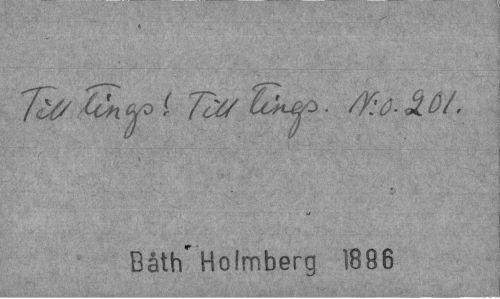 Till tings! Till tings. N:o. 201.
Båth Holmberg 1886